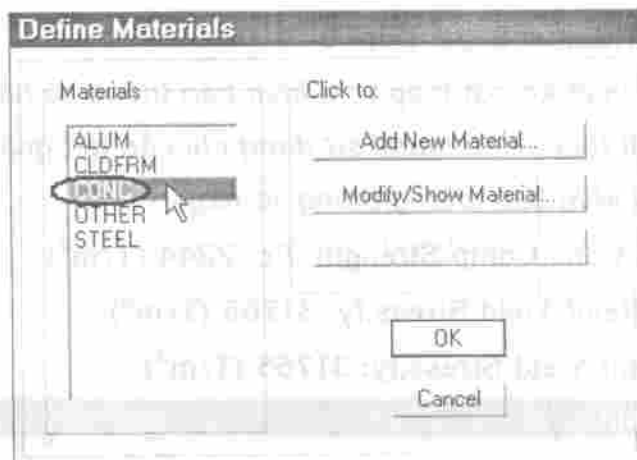 Define Materials
Materials
ALUM
CLDFRM
CONC
OTHER
STEEL
Click to:
Add New Material...
Modify/Show Material...
OK
Cancel